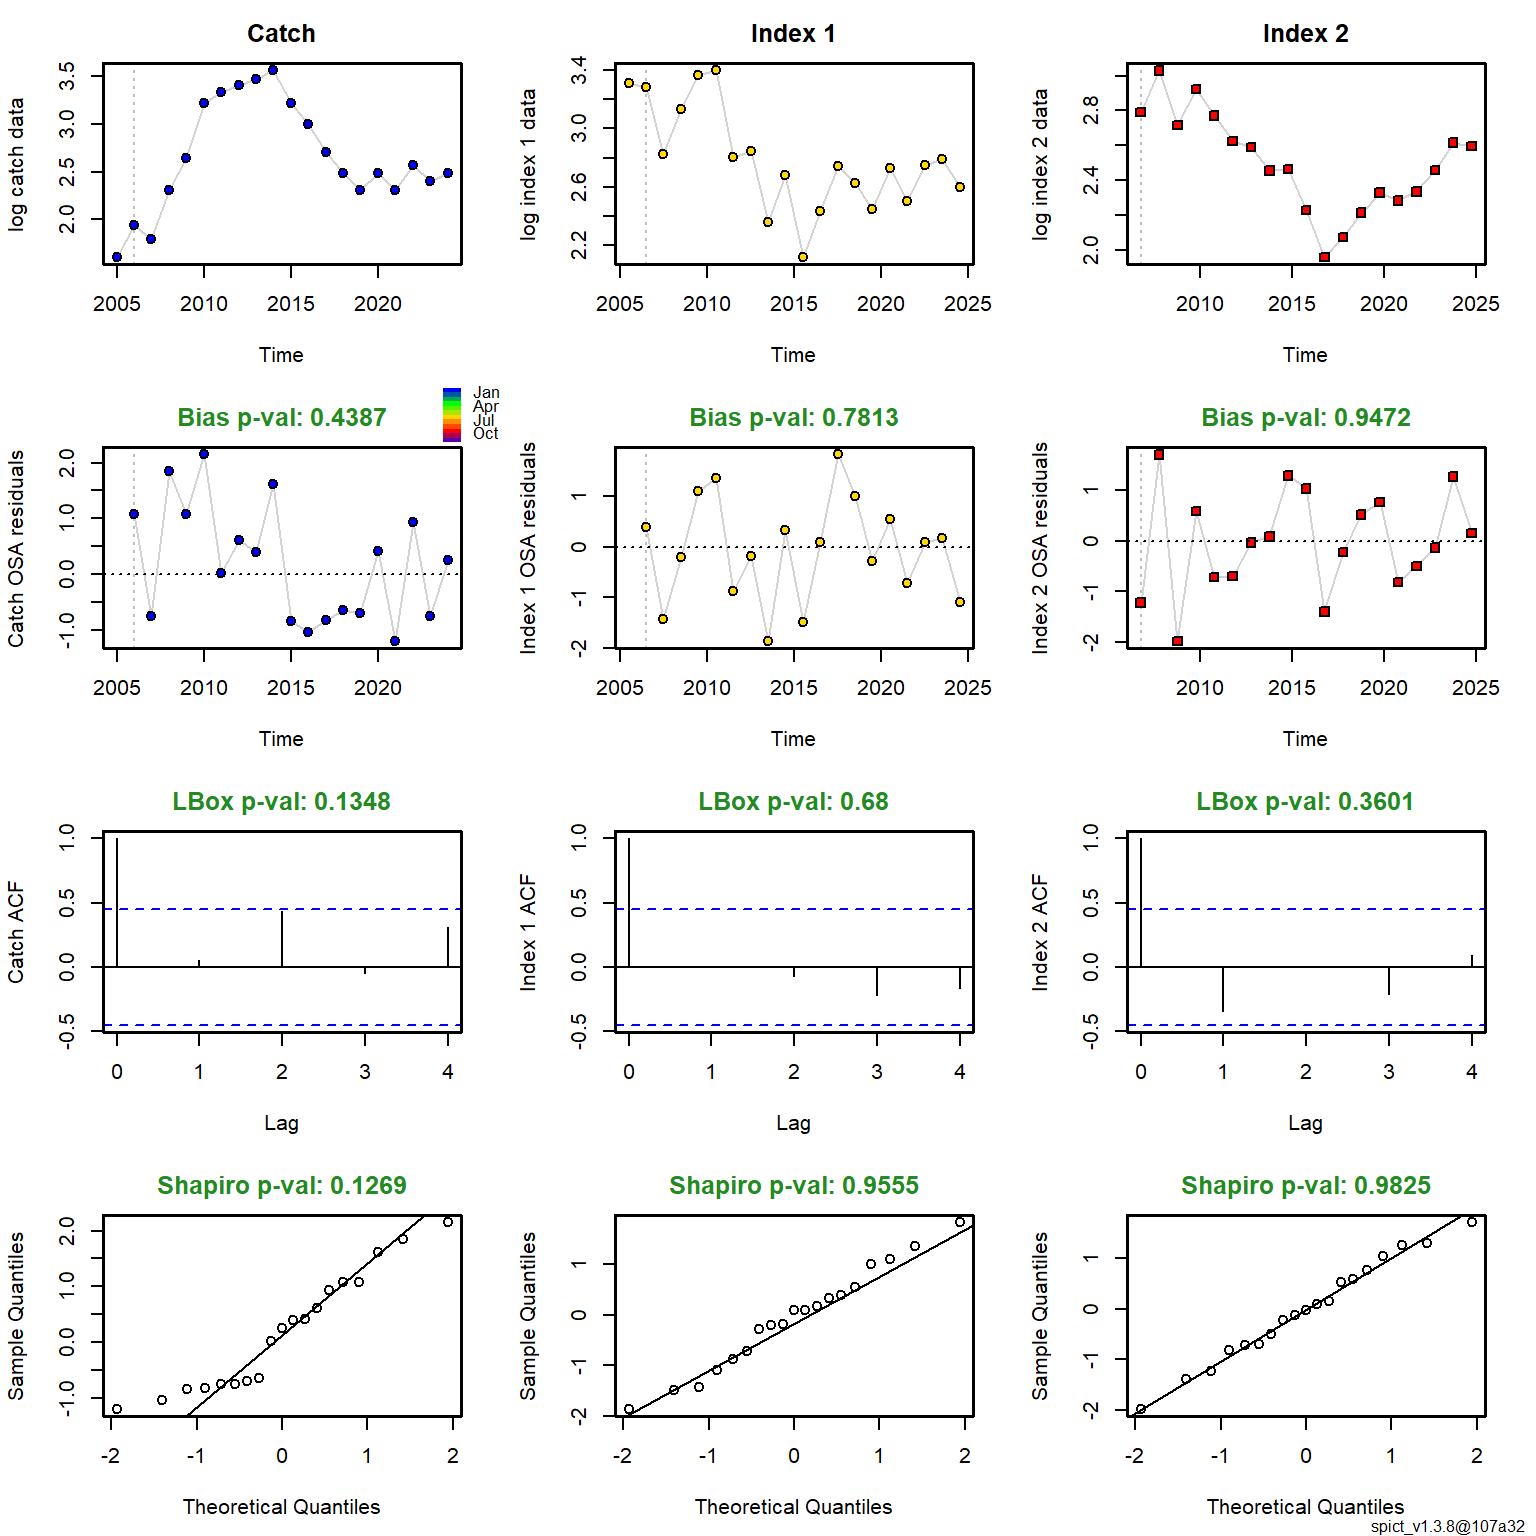 Catch
Index 1
Index 2
log catch data
2.0 2.5 3.0 3.5
2005 2010 2015 2020
Time
log index 1 data
2.2 2.6 3.0 3.4
2005 2010 2015 2020 2025
Time
log index 2 data
2.0 2.4 2.8
2010 2015 2020 2025
Time
Jan
Apr
Jul
Oct
Bias p-val: 0.4387
Bias p-val: 0.7813
Bias p-val: 0.9472
Catch OSA residuals
-1.0 0.0 1.0 2.0
2005 2010 2015 2020
Time
Index 1 OSA residuals
-2 -1 0 1
2005 2010 2015 2020 2025
Time
Index 2 OSA residuals
-2 -1 0 1
2010 2015 2020 2025
Time
LBox p-val: 0.1348
LBox p-val: 0.68
LBox p-val: 0.3601
Catch ACF
-0.5 0.0 0.5 1.0
0 1 2 3 4
Lag
Index 1 ACF
-0.5 0.0 0.5 1.0
0 1 2 3 4
Lag
Index 2 ACF
-0.5 0.0 0.5 1.0
0 1 2 3 4
Lag
Shapiro p-val: 0.1269
Shapiro p-val: 0.9555
Shapiro p-val: 0.9825
Sample Quantiles
-1.0 0.0 1.0 2.0
-2 -1 0 1 2
Theoretical Quantiles
Sample Quantiles
-2 -1 0 1
-2 -1 0 1 2
Theoretical Quantiles
Sample Quantiles
-2 -1 0 1
-2 -1 0 1 2
Theoretical Quantiles
spict_v1.3.8@107a32